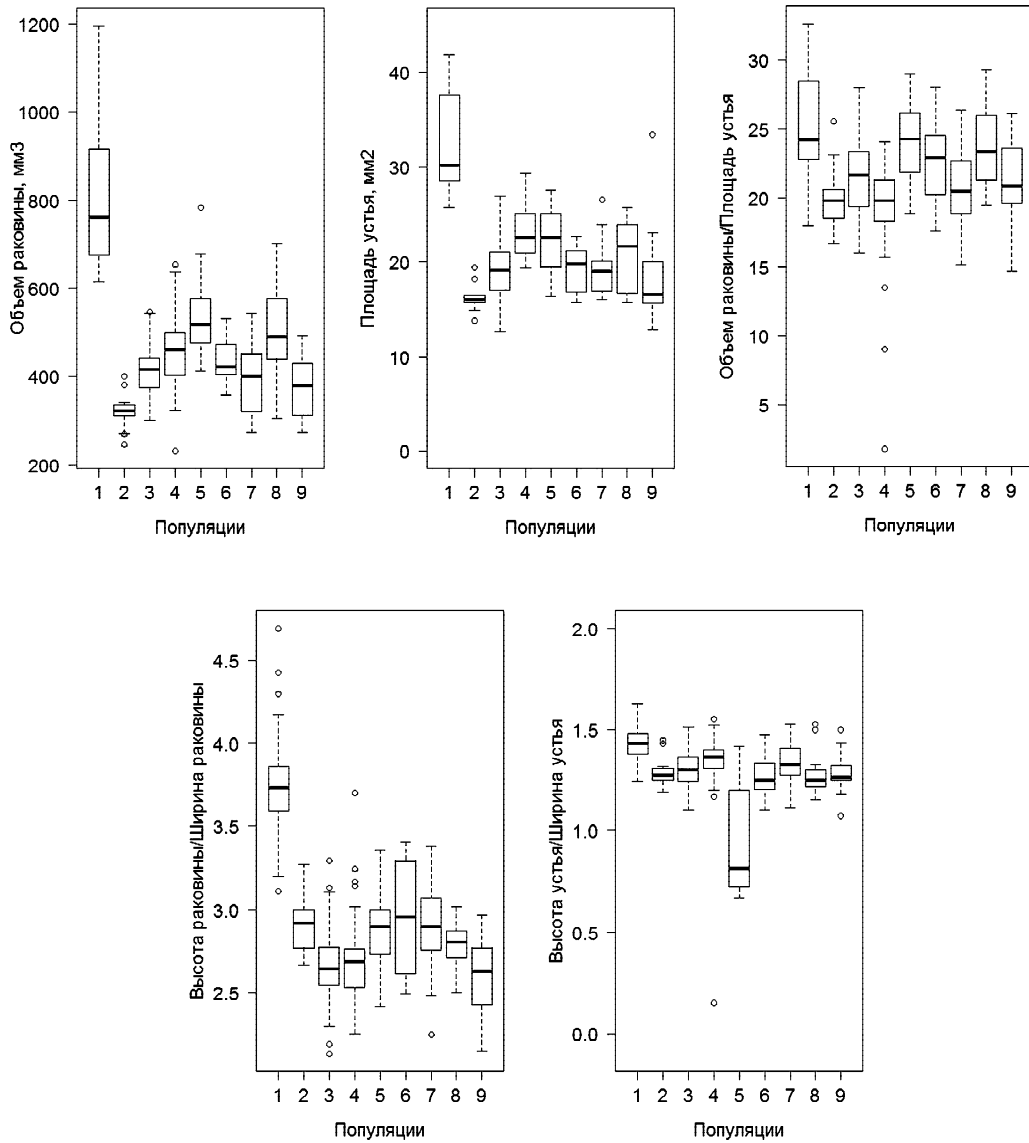 Объем раковины, мм3
1200
1000
800
600
400
200
1 2 3 4 5 6 7 8 9
Популяции
Площадь устья, мм2
40
30
20
10
0
1 2 3 4 5 6 7 8 9
Популяции
Объем раковины/Площадь устья
30
25
20
15
10
5
1 2 3 4 5 6 7 8 9
Популяции
Высота раковины/Ширина раковины
4.5
4.0
3.5
3.0
2.5
1 2 3 4 5 6 7 8 9
Популяции
Высота устья/Ширина устья
2.0
1.5
1.0
0.5
0.0
1 2 3 4 5 6 7 8 9
Популяции